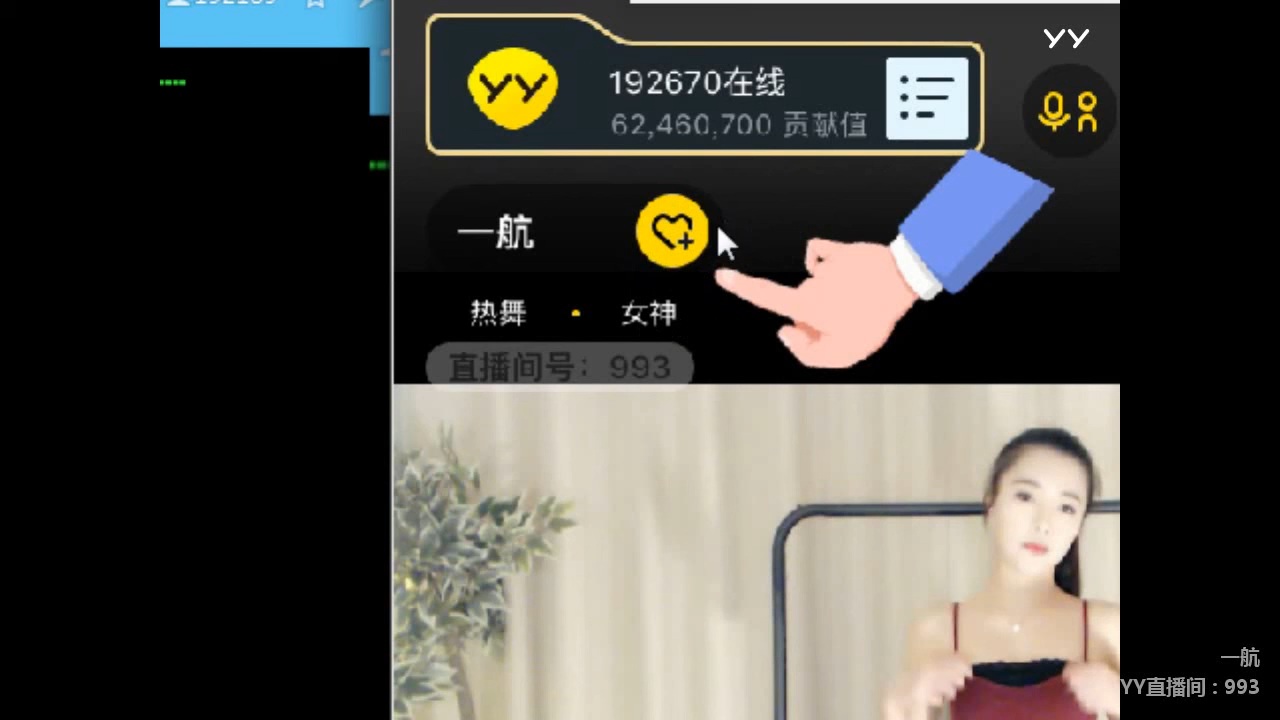 YY
YY
192670在线
62,460,700 贡献值
一航
热舞 · 女神
直播间号：993
一航
YY直播间：993